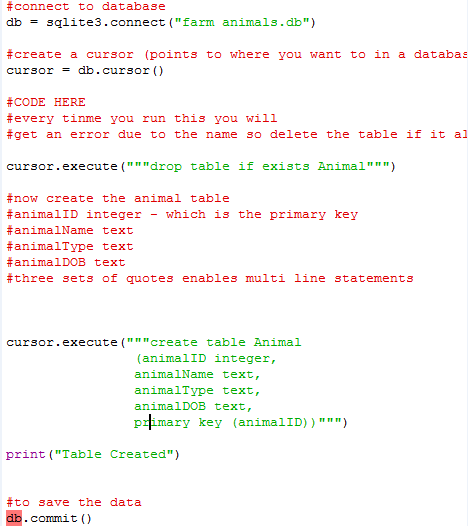 #connect to database
db = sqlite3.connect("farm animals.db")
#create a cursor (points to where you want to in a databas
cursor = db.cursor()
#CODE HERE
#every tinme you run this you will
#get an error due to the name so delete the table if it al
cursor.execute("""drop table if exists Animal""")
#now create the animal table
#animalID integer - which is the primary key
#animalName text
#animalType text
#animalDOB text
#three sets of quotes enables multi line statements
cursor.execute("""create table Animal
(animalID integer,
animalName text,
animalType text,
animalDOB text,
primary key (animalID))""")
print("Table Created")
#to save the data
db.commit()